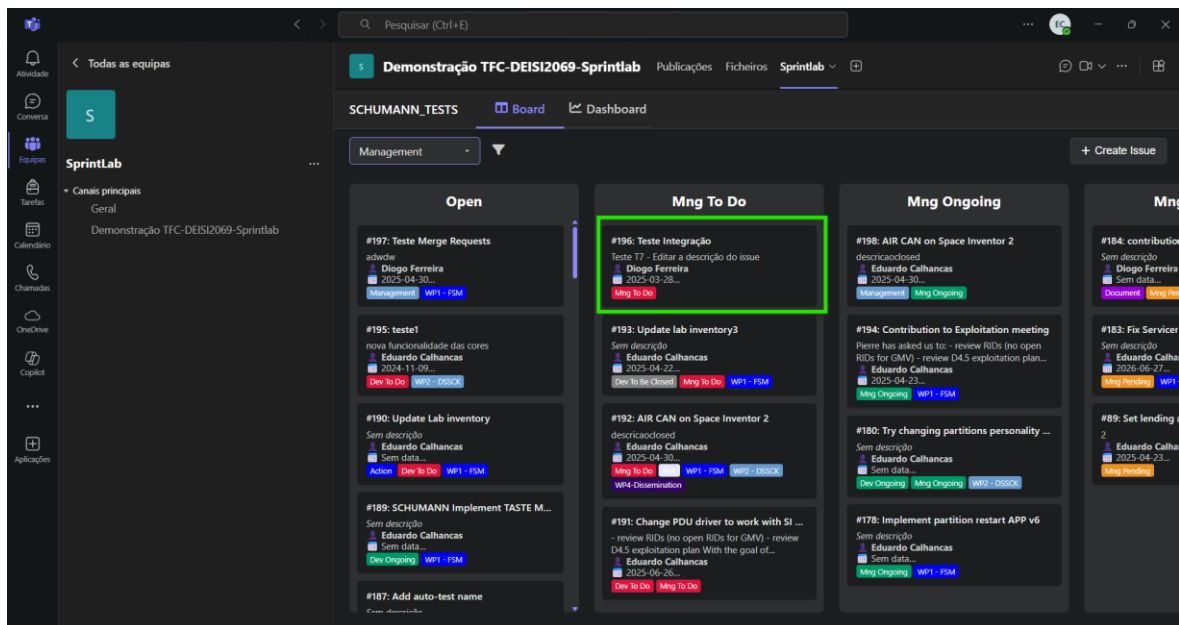 Pesquisar (Ctrl+E)
EC
Atividade
Conversa
Equipas
Tarefas
Calendário
Chamadas
OneDrive
Copilot
Aplicações
Todas as equipas
S
SprintLab
Canais principais
Geral
Demonstração TFC-DEISI2069-Sprintlab
S
Demonstração TFC-DEISI2069-Sprintlab
Publicações
Ficheiros
Sprintlab
SCHUMANN_TESTS
Board
Dashboard
Management
+ Create Issue
Open
#197: Teste Merge Requests
adwdw
Diogo Ferreira
2025-04-30...
Management WP1 - FSM
#195: teste1
nova funcionalidade das cores
Eduardo Calhancas
2024-11-09...
Dev To Do WP2 - DSSCK
#190: Update Lab inventory
Sem descrição
Eduardo Calhancas
Sem data...
Action Dev To Do WP1 - FSM
#189: SCHUMANN Implement TASTE M...
Sem descrição
Eduardo Calhancas
Sem data...
Dev Ongoing WP1 - FSM
#187: Add auto-test name
Sem descrição
Mng To Do
#196: Teste Integração
Teste T7 - Editar a descrição do issue
Diogo Ferreira
2025-03-28...
Mng To Do
#193: Update lab inventory3
Sem descrição
Eduardo Calhancas
2025-04-22...
Dev To Be Closed Mng To Do WP1 - FSM
#192: AIR CAN on Space Inventor 2
descricaoclosed
Eduardo Calhancas
2025-04-30...
Mng To Do WP1 - FSM WP2 - DSSCK
WP4-Dissemination
#191: Change PDU driver to work with SI ...
- review RIDs (no open RIDs for GMV) - review
D4.5 exploitation plan With the goal of...
Eduardo Calhancas
2025-06-26...
Dev To Do Mng To Do
Mng Ongoing
#198: AIR CAN on Space Inventor 2
descricaoclosed
Eduardo Calhancas
2025-04-30...
Management Mng Ongoing
#194: Contribution to Exploitation meeting
Pierre has asked us to: - review RIDs (no open
RIDs for GMV) - review D4.5 exploitation plan...
Eduardo Calhancas
2025-04-23...
Mng Ongoing WP1 - FSM
#180: Try changing partitions personality ...
Sem descrição
Eduardo Calhancas
Sem data...
Dev Ongoing Mng Ongoing WP2 - DSSCK
#178: Implement partition restart APP v6
Sem descrição
Eduardo Calhancas
Sem data...
Mng Ongoing WP1 - FSM
Mng
#184: contribution
Sem descrição
Diogo Ferreira
Sem data...
Document Mng Pen
#183: Fix Servicer
Sem descrição
Eduardo Calha
2026-06-27...
Mng Pending WP1 -
#89: Set lending a
2
Eduardo Calha
2025-04-23...
Mng Pending